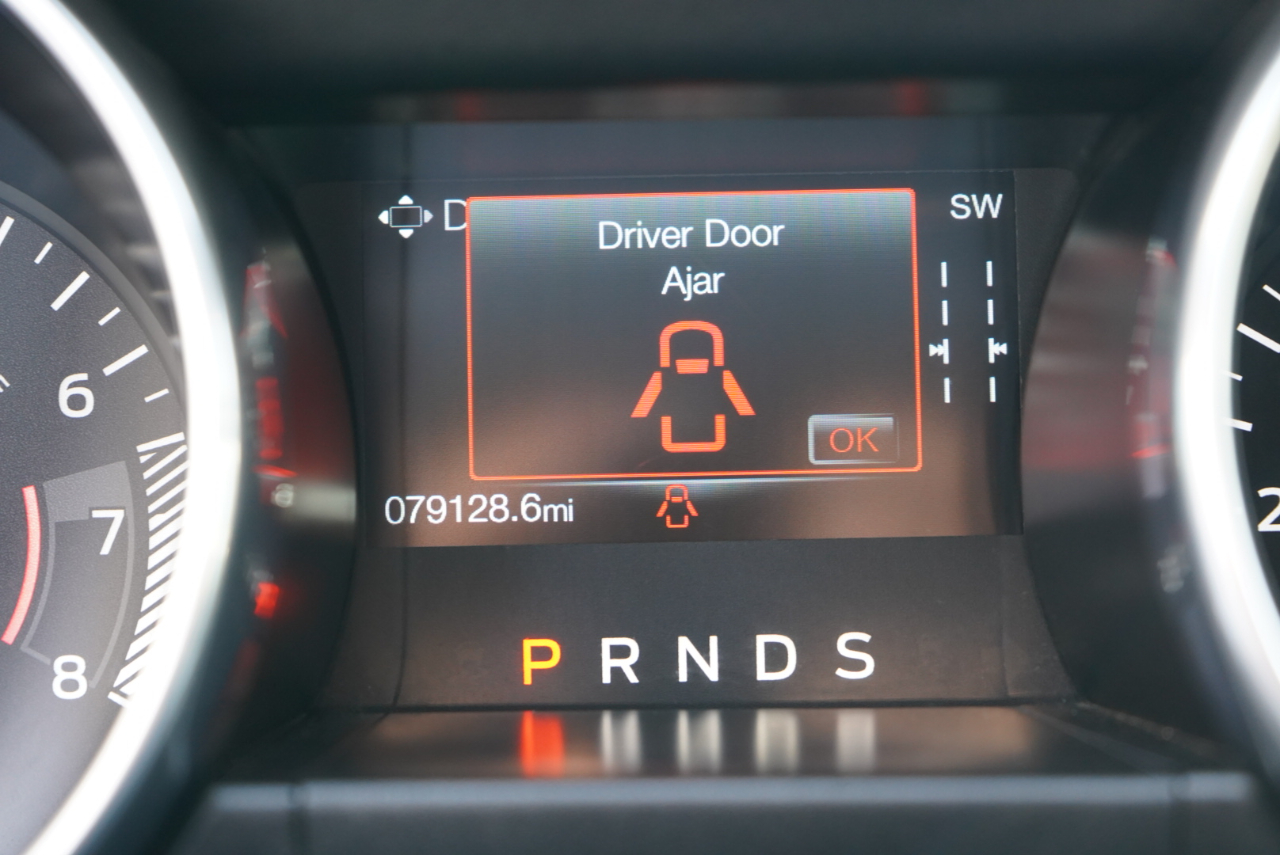 D
SW
Driver Door
Ajar
OK
079128.6mi
P R N D S
6
7
8
2